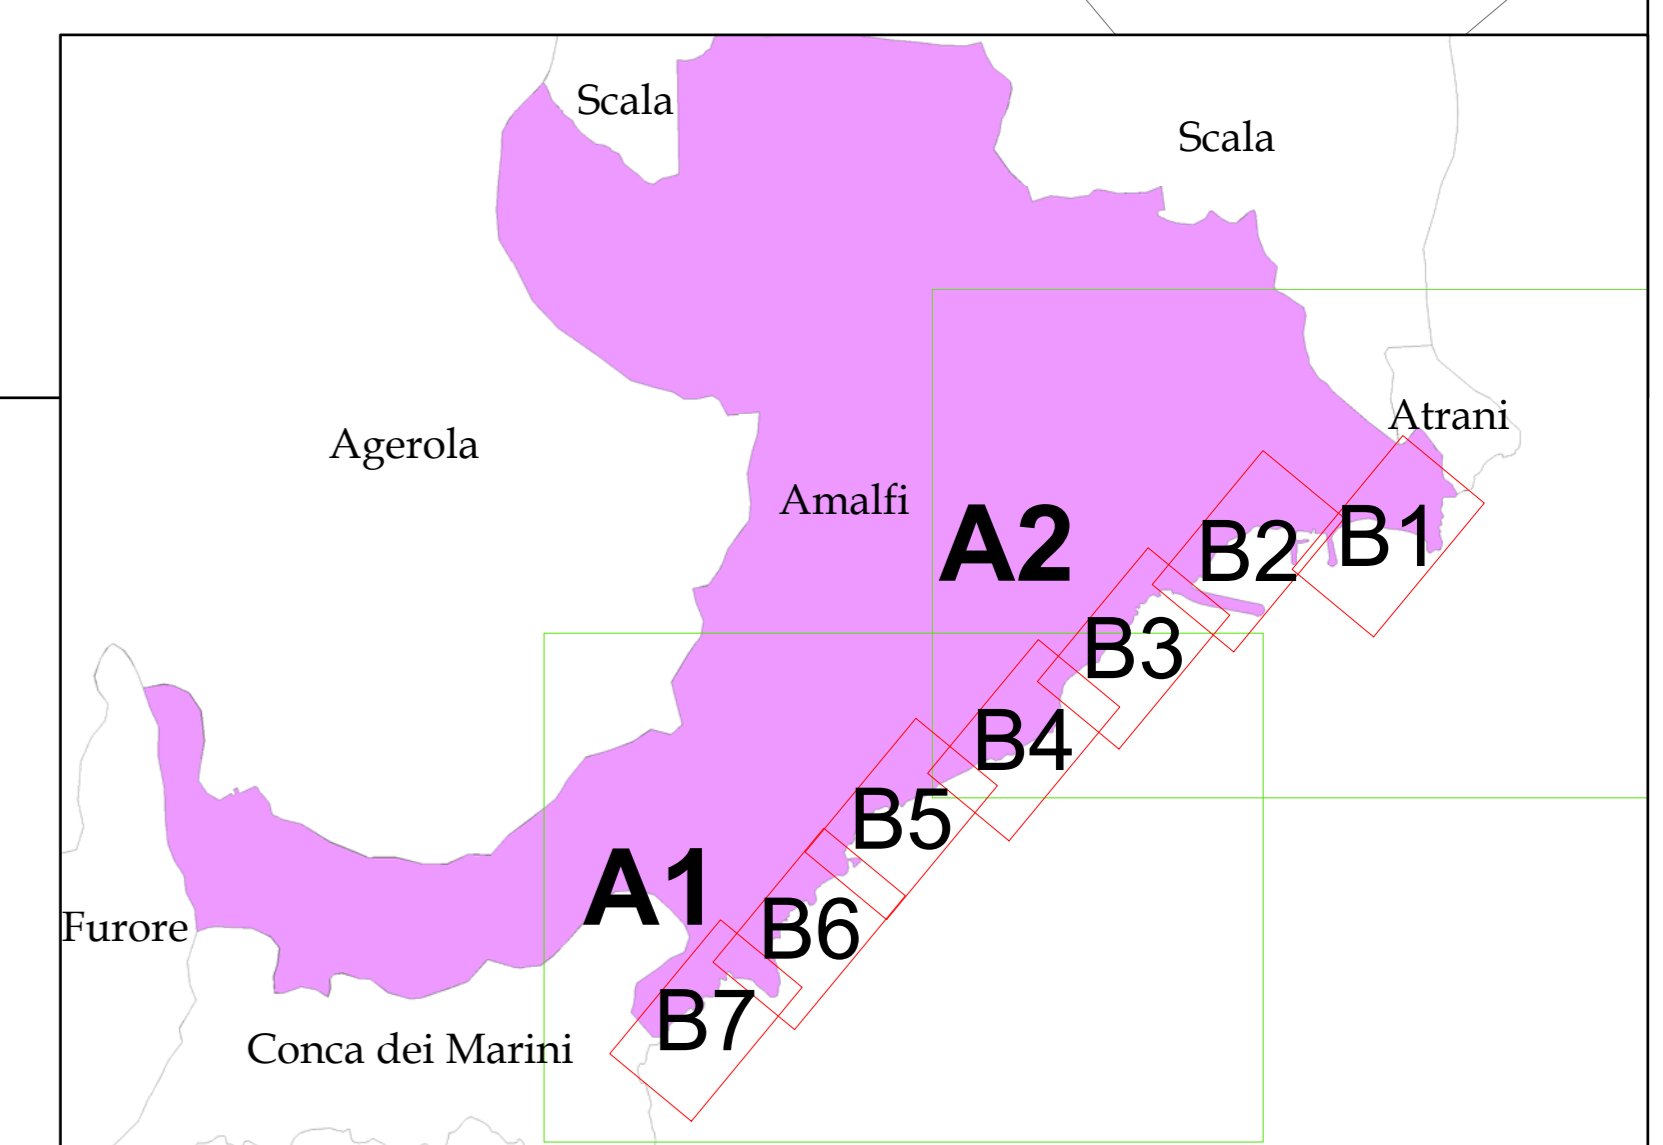 Scala
Scala
Atrani
Agerola
Amalfi
A2
B1
B2
B3
B4
B5
A1
B6
Furore
B7
Conca dei Marini